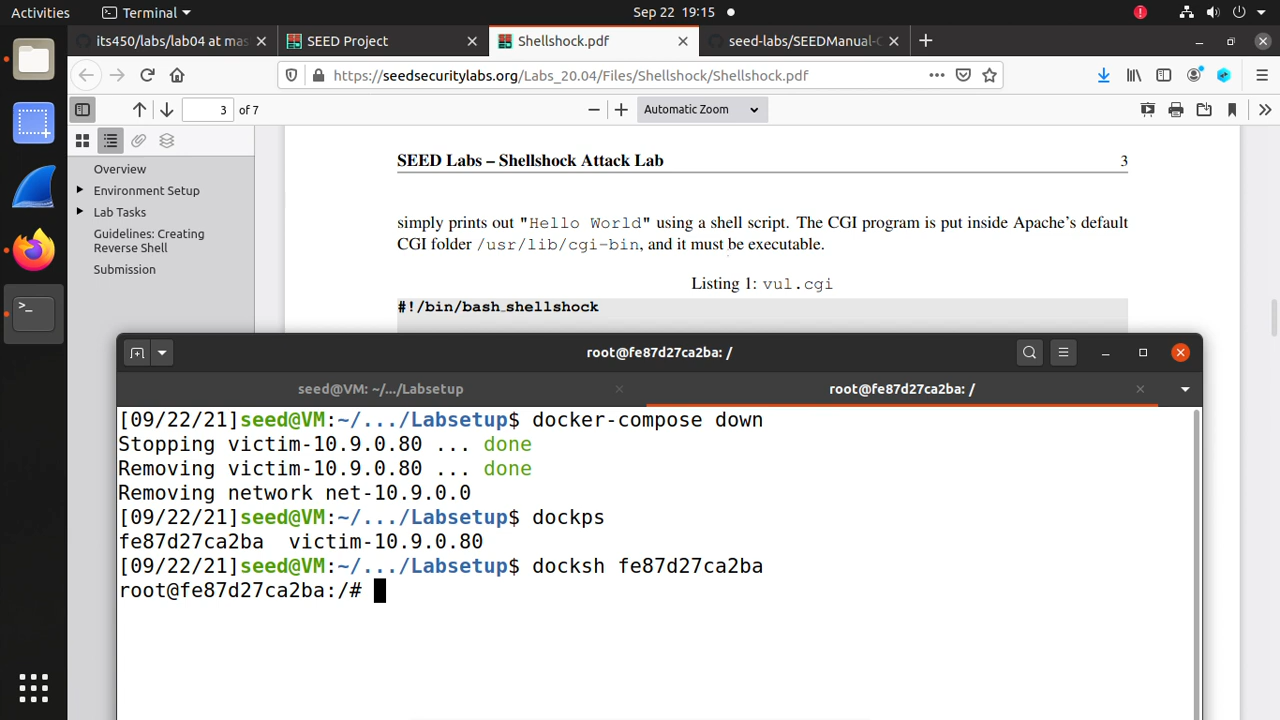 Activities
Terminal
Sep 22 19:15
its450/labs/lab04 at mas
SEED Project
Shellshock.pdf
seed-labs/SEEDManual-C
https://seedsecuritylabs.org/Labs_20.04/Files/Shellshock/Shellshock.pdf
3
of 7
Automatic Zoom
Overview
Environment Setup
Lab Tasks
Guidelines: Creating
Reverse Shell
Submission
SEED Labs – Shellshock Attack Lab
3
simply prints out "Hello World" using a shell script. The CGI program is put inside Apache's default
CGI folder /usr/lib/cgi-bin, and it must be executable.
Listing 1: vul.cgi
#!/bin/bash_shellshock
root@fe87d27ca2ba: /
seed@VM: ~/.../Labsetup
root@fe87d27ca2ba: /
[09/22/21]seed@VM:~/.../Labsetup$ docker-compose down
Stopping victim-10.9.0.80 ... done
Removing victim-10.9.0.80 ... done
Removing network net-10.9.0.0
[09/22/21]seed@VM:~/.../Labsetup$ dockps
fe87d27ca2ba  victim-10.9.0.80
[09/22/21]seed@VM:~/.../Labsetup$ docksh fe87d27ca2ba
root@fe87d27ca2ba:/#